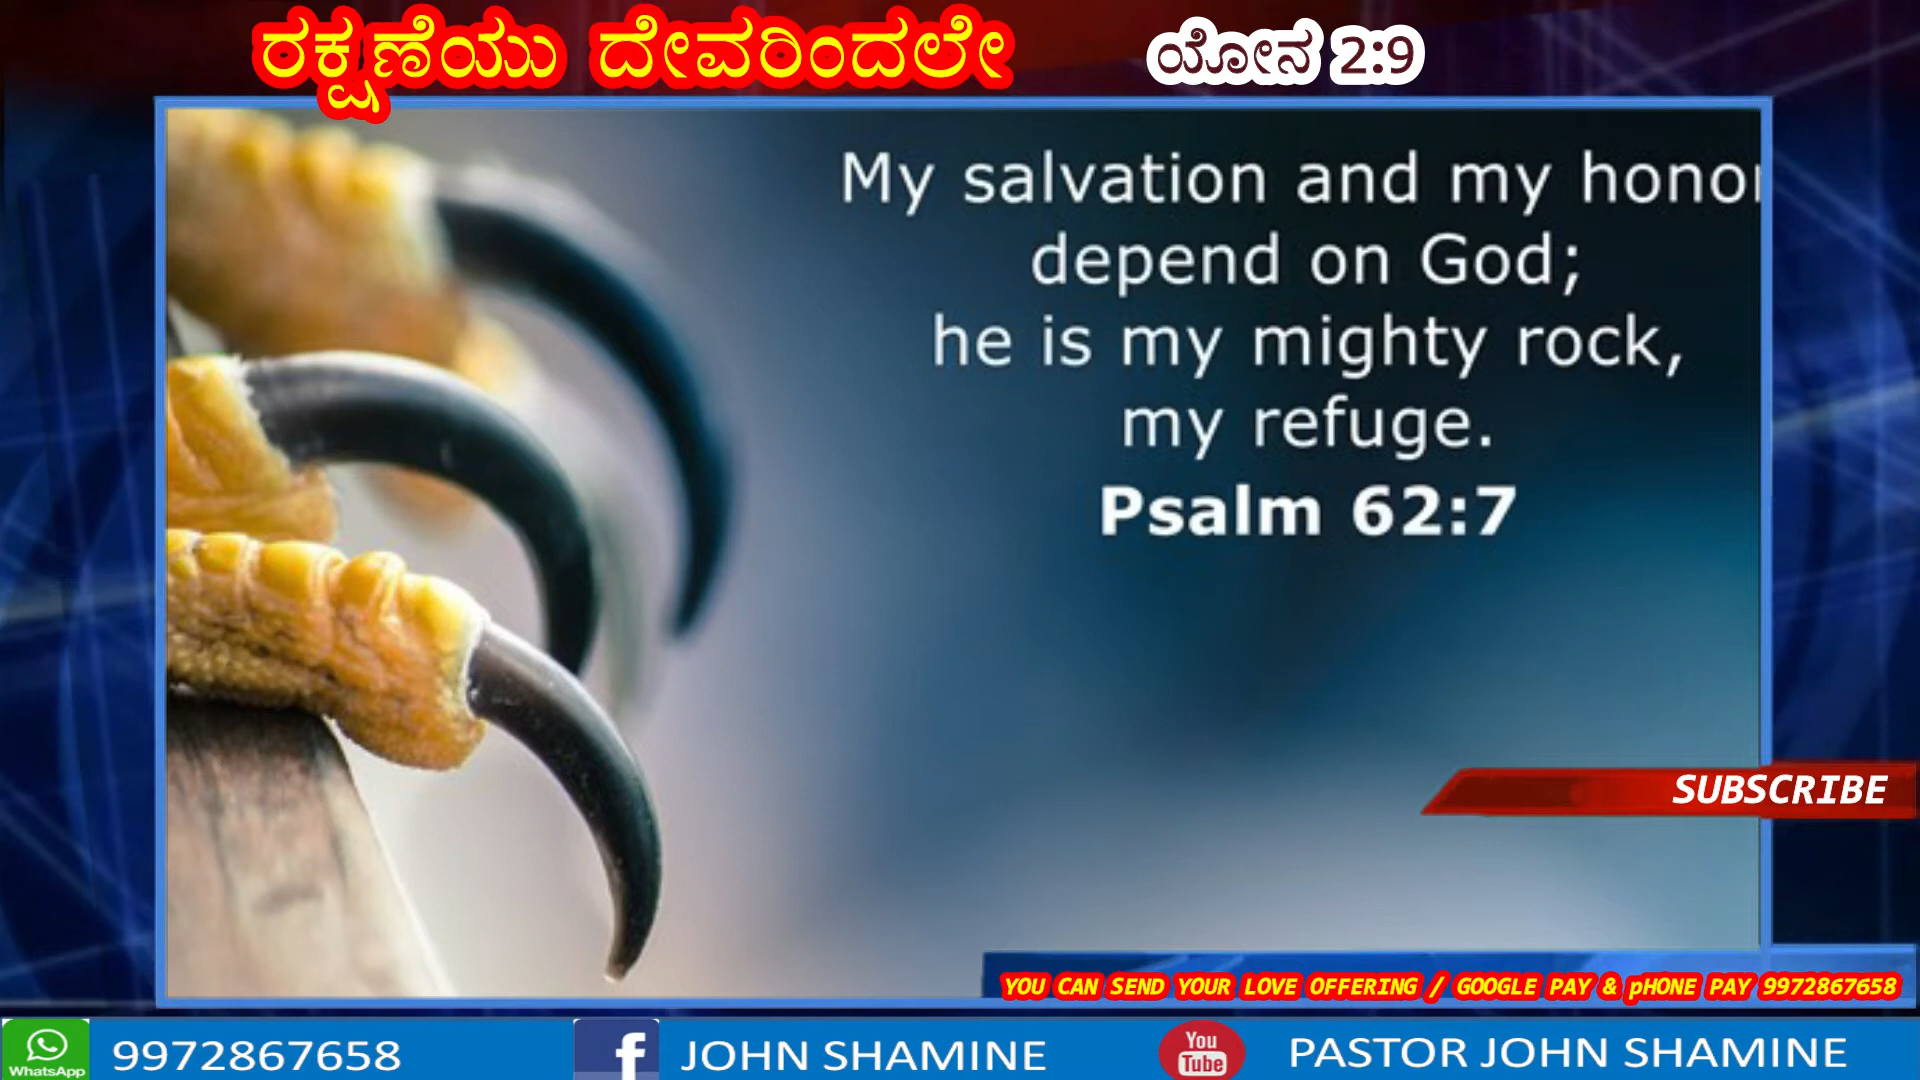 ರಕ್ಷಣೆಯು ದೇವರಿಂದಲೇ ಯೋನ 2:9
My salvation and my honor
depend on God;
he is my mighty rock,
my refuge.
Psalm 62:7
SUBSCRIBE
YOU CAN SEND YOUR LOVE OFFERING / GOOGLE PAY & pHONE PAY 9972867658
WhatsApp 9972867658 f JOHN SHAMINE You Tube PASTOR JOHN SHAMINE